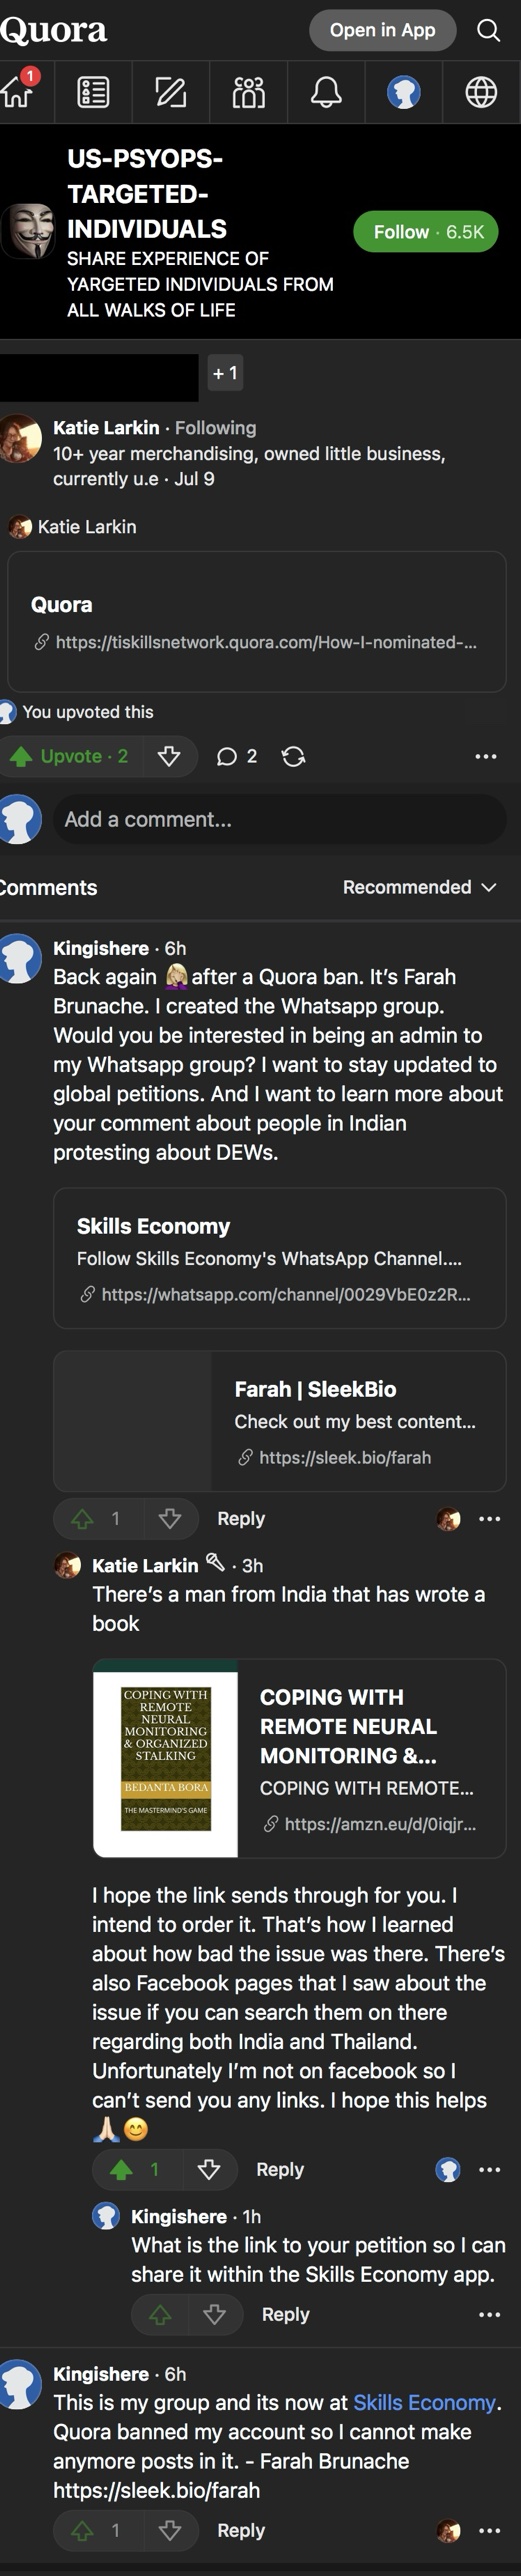 Quora
Open in App
1
US-PSYOPS-
TARGETED-
INDIVIDUALS
SHARE EXPERIENCE OF
YARGETED INDIVIDUALS FROM
ALL WALKS OF LIFE
Follow · 6.5K
+ 1
Katie Larkin · Following
10+ year merchandising, owned little business,
currently u.e · Jul 9
Katie Larkin
Quora
https://tiskillsnetwork.quora.com/How-I-nominated-...
You upvoted this
Upvote · 2
2
Add a comment...
Comments
Recommended
Kingishere · 6h
Back again 🤦🏼‍♀️ after a Quora ban. It’s Farah
Brunache. I created the Whatsapp group.
Would you be interested in being an admin to
my Whatsapp group? I want to stay updated to
global petitions. And I want to learn more about
your comment about people in Indian
protesting about DEWs.
Skills Economy
Follow Skills Economy's WhatsApp Channel....
https://whatsapp.com/channel/0029VbE0z2R...
Farah | SleekBio
Check out my best content...
https://sleek.bio/farah
1
Reply
Katie Larkin · 3h
There’s a man from India that has wrote a
book
COPING WITH
REMOTE
NEURAL
MONITORING
& ORGANIZED
STALKING
BEDANTA BORA
THE MASTERMIND'S GAME
COPING WITH
REMOTE NEURAL
MONITORING &...
COPING WITH REMOTE...
https://amzn.eu/d/0iqjr...
I hope the link sends through for you. I
intend to order it. That’s how I learned
about how bad the issue was there. There’s
also Facebook pages that I saw about the
issue if you can search them on there
regarding both India and Thailand.
Unfortunately I’m not on facebook so I
can’t send you any links. I hope this helps
🙏🏻😊
1
Reply
Kingishere · 1h
What is the link to your petition so I can
share it within the Skills Economy app.
Reply
Kingishere · 6h
This is my group and its now at Skills Economy.
Quora banned my account so I cannot make
anymore posts in it. - Farah Brunache
https://sleek.bio/farah
1
Reply